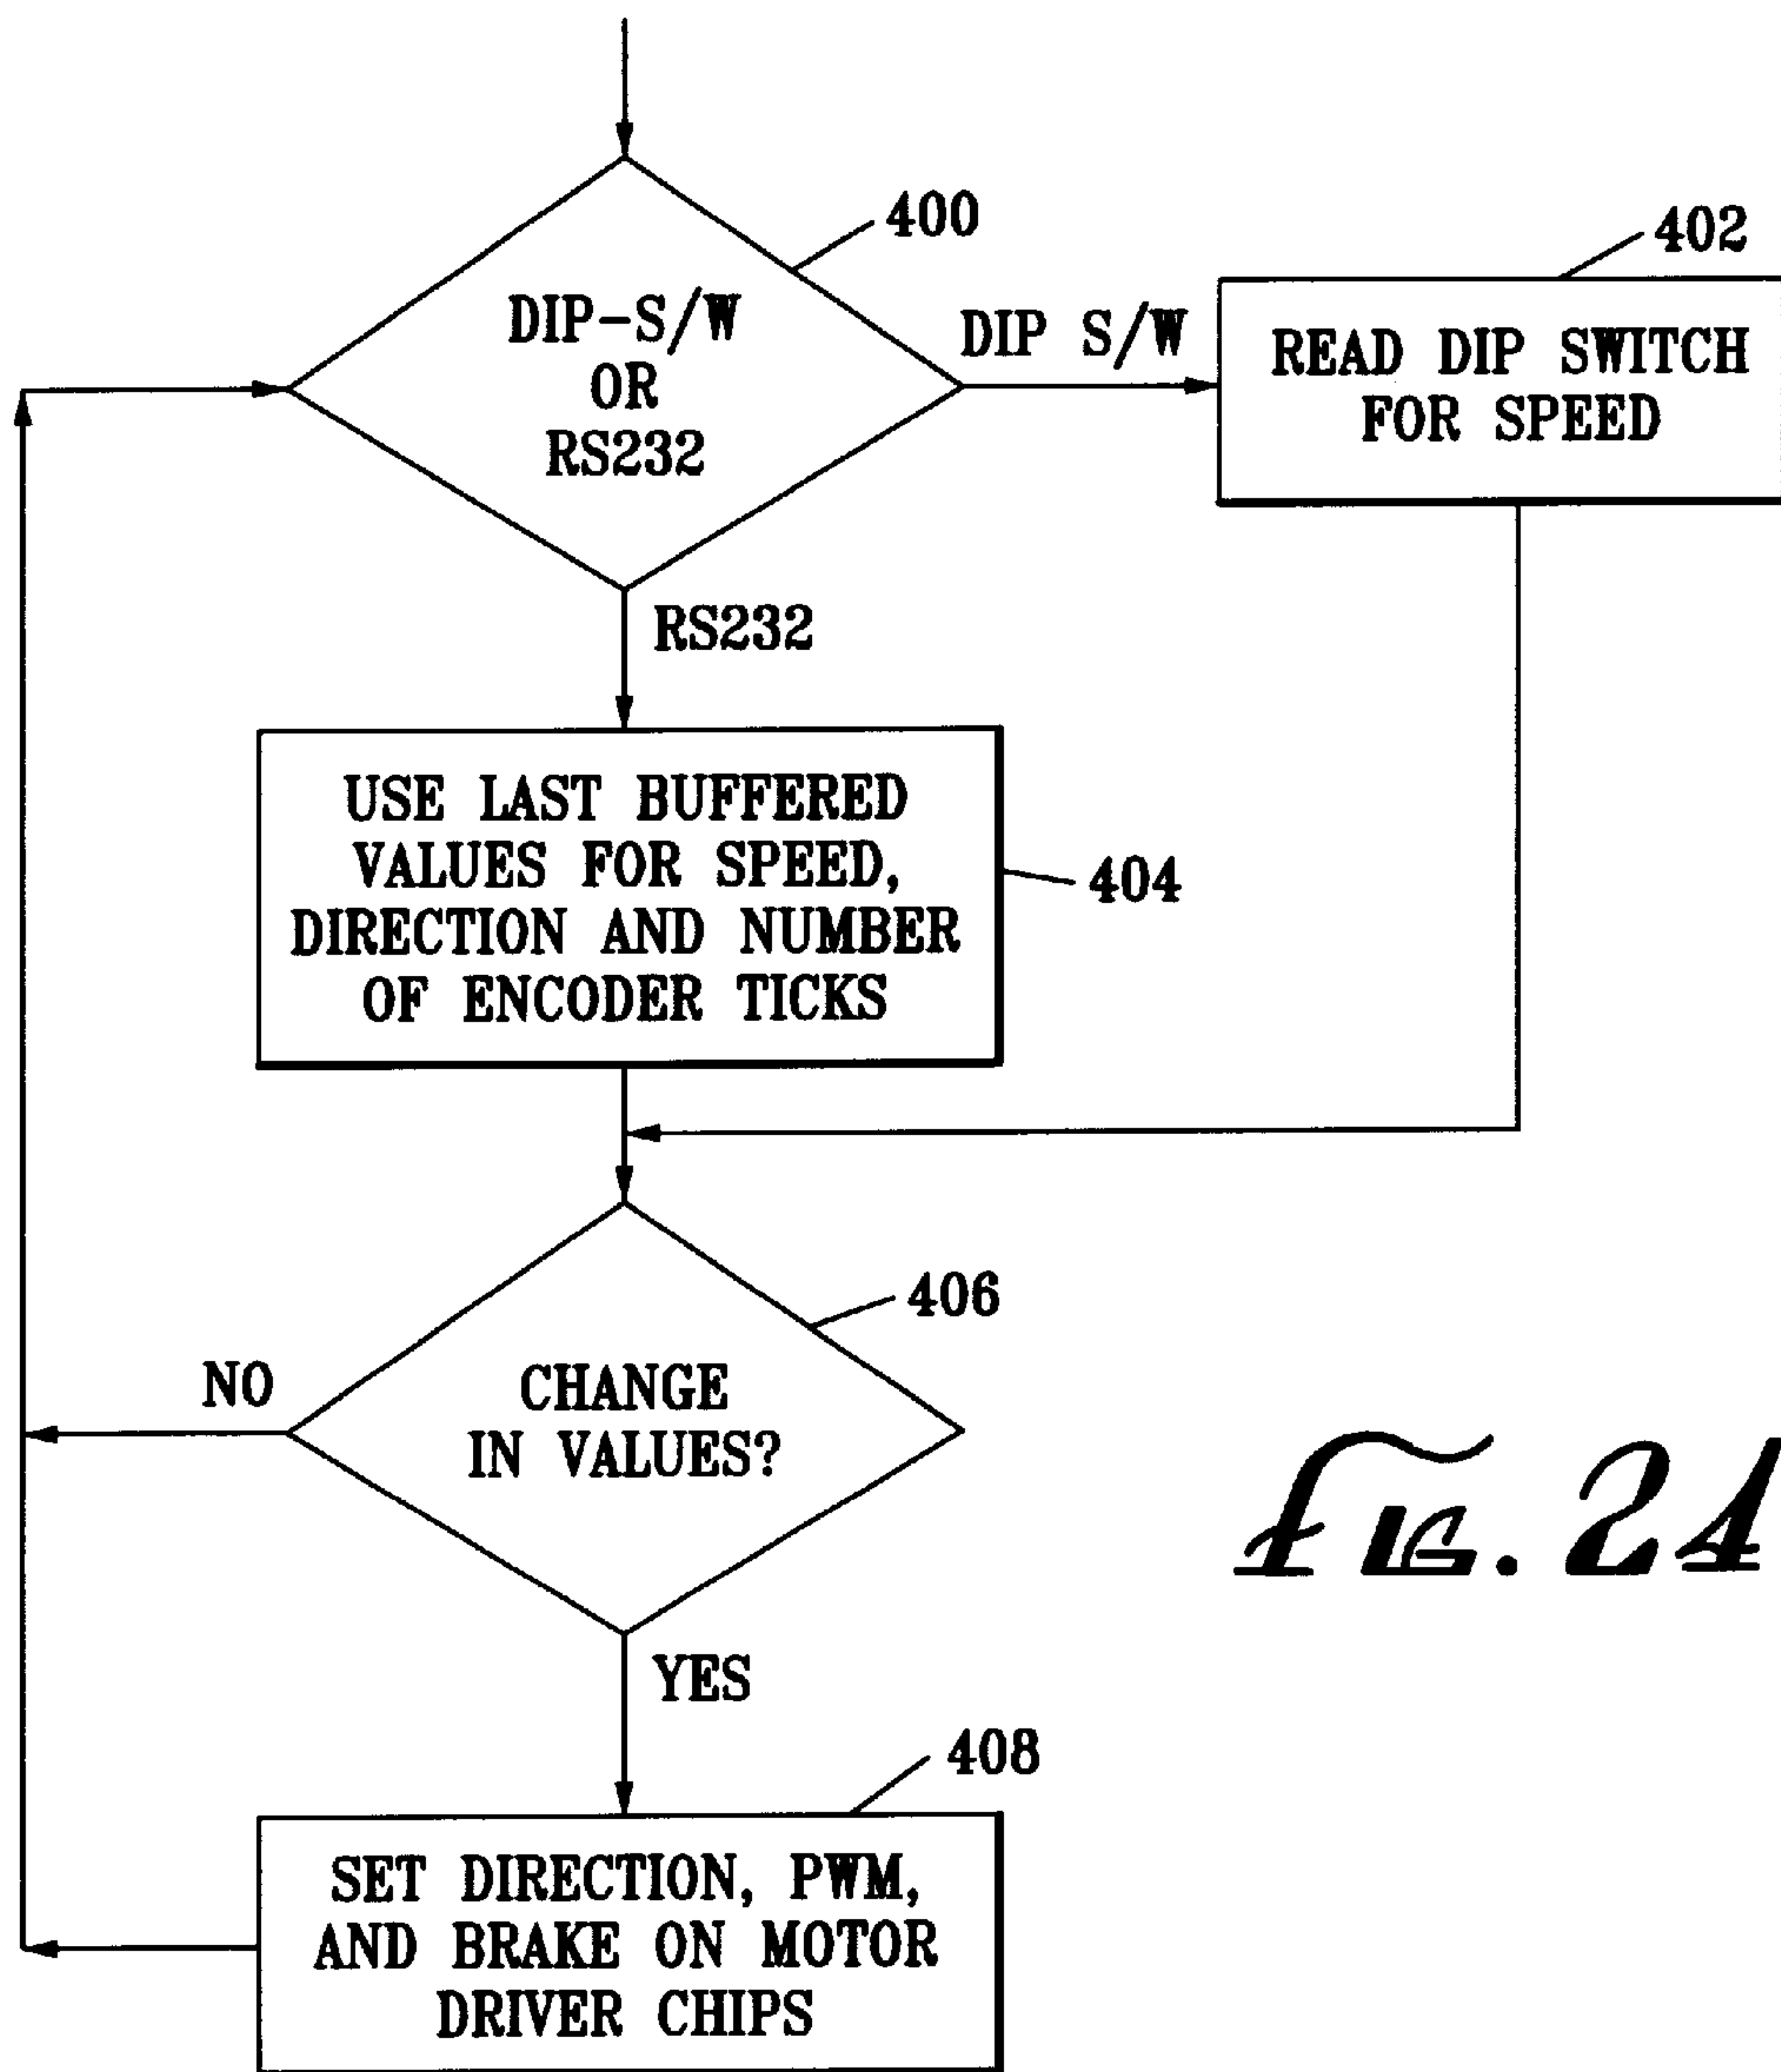 400
DIP-S/W
OR
RS232
DIP S/W
402
READ DIP SWITCH
FOR SPEED
RS232
USE LAST BUFFERED
VALUES FOR SPEED,
DIRECTION AND NUMBER
OF ENCODER TICKS
404
406
CHANGE
IN VALUES?
NO
YES
408
SET DIRECTION, PWM,
AND BRAKE ON MOTOR
DRIVER CHIPS
FIG. 24